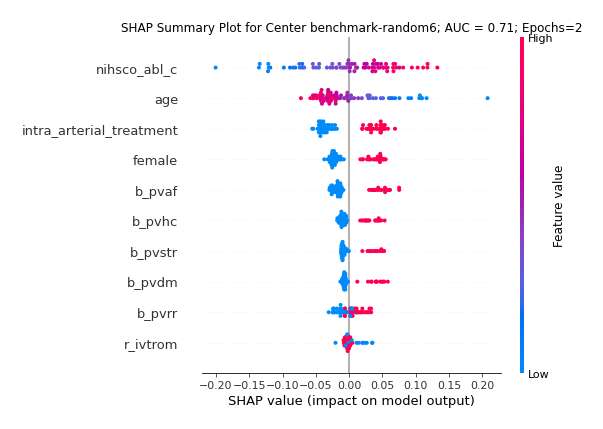 SHAP Summary Plot for Center benchmark-random6; AUC = 0.71; Epochs=2
High
nihsco_abl_c
age
intra_arterial_treatment
female
b_pvaf
b_pvhc
b_pvstr
b_pvdm
b_pvrr
r_ivtrom
Feature value
Low
−0.20 −0.15 −0.10 −0.05 0.00 0.05 0.10 0.15 0.20
SHAP value (impact on model output)